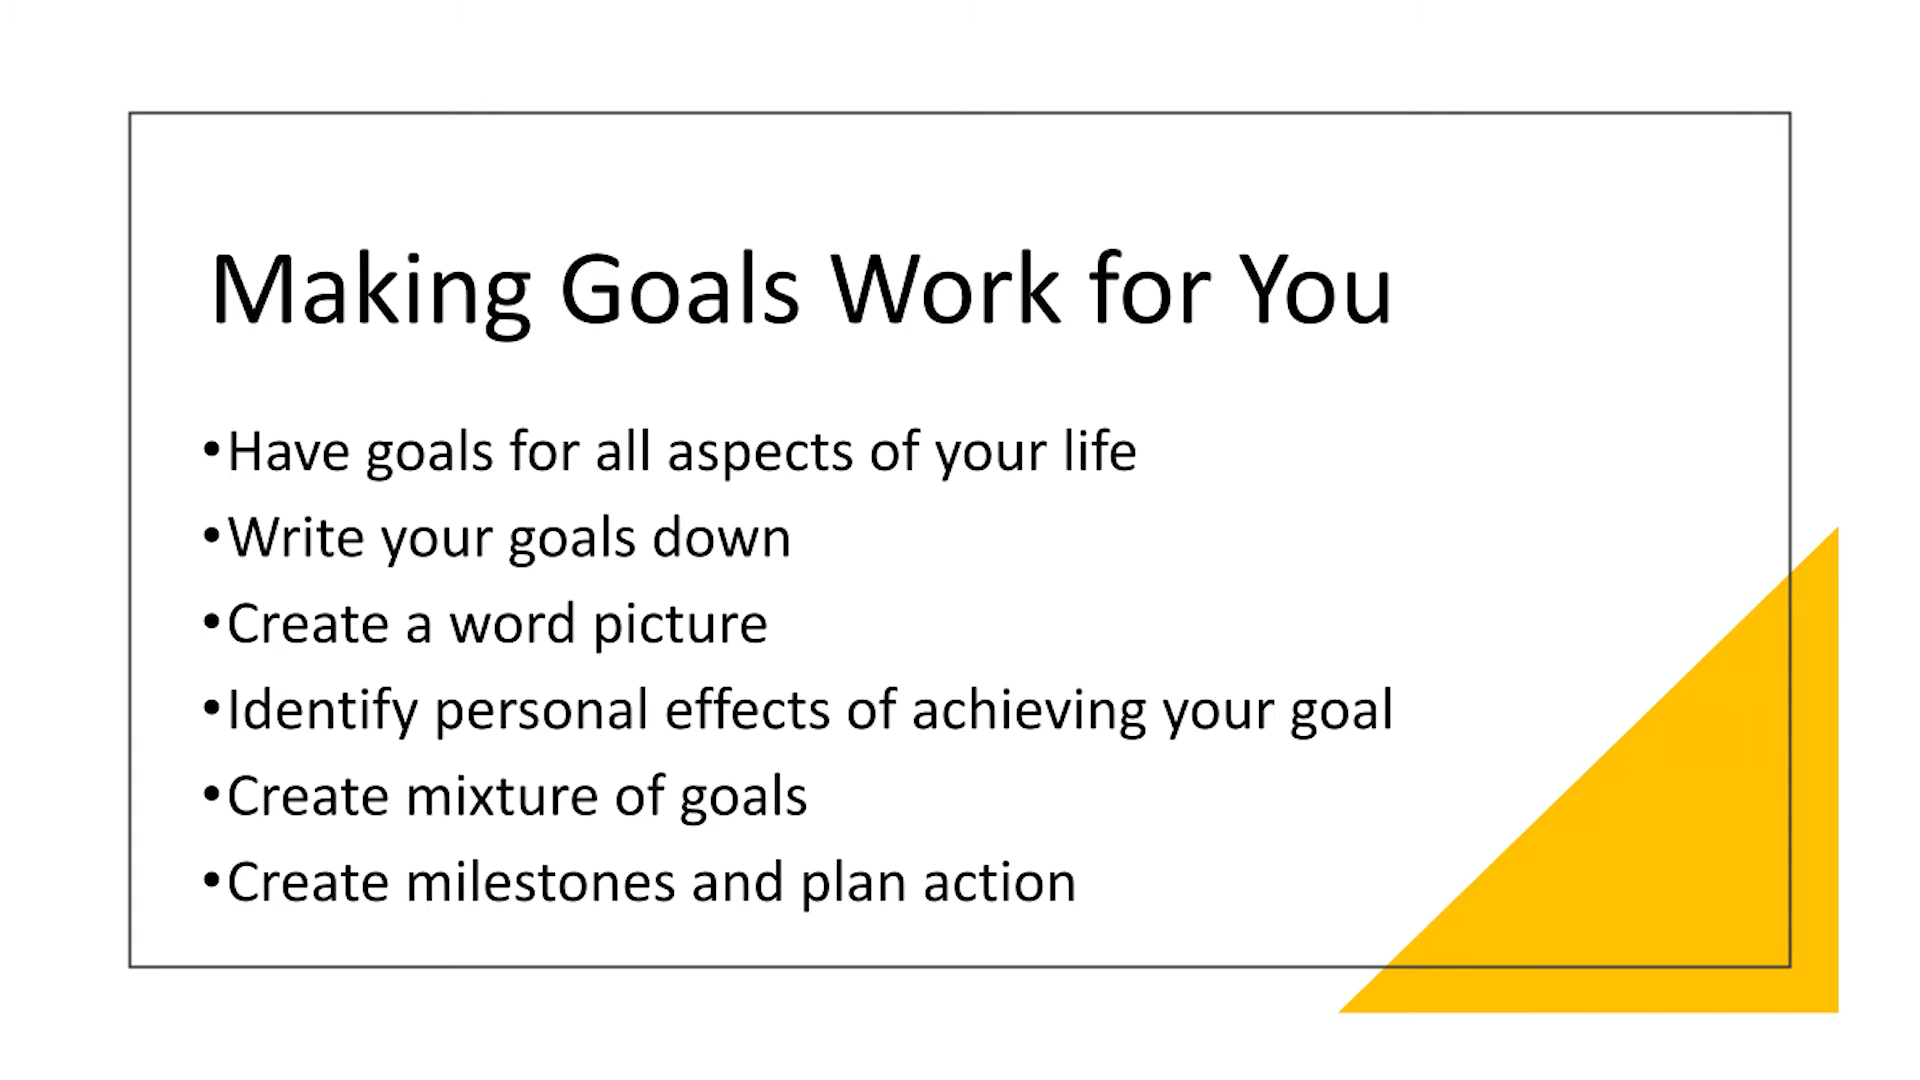 Making Goals Work for You
•Have goals for all aspects of your life
•Write your goals down
•Create a word picture
•Identify personal effects of achieving your goal
•Create mixture of goals
•Create milestones and plan action